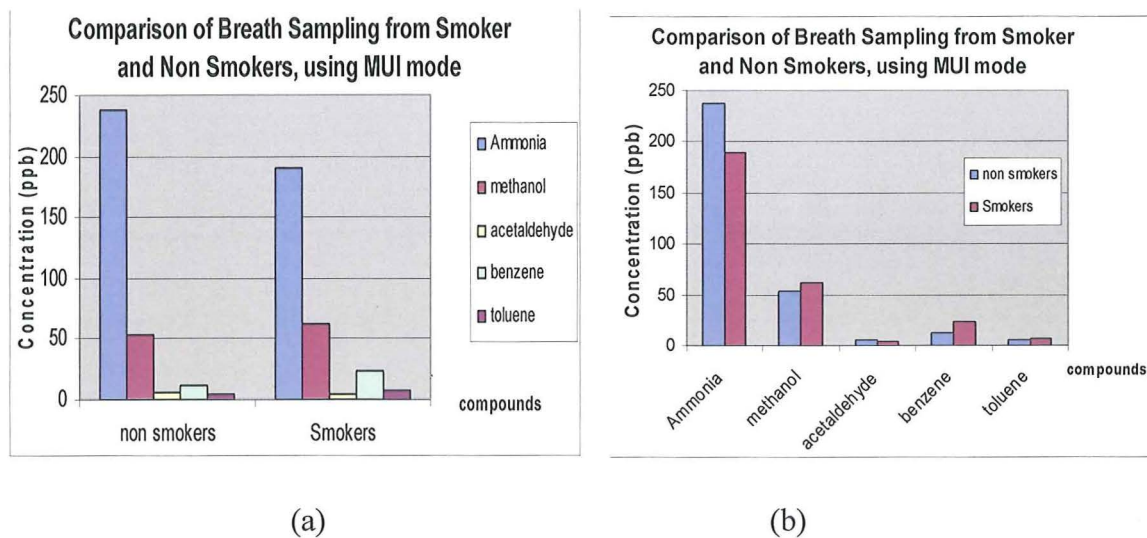 Comparison of Breath Sampling from Smoker
and Non Smokers, using MUI mode
Concentration (ppb)
250
200
150
100
50
0
non smokers
Smokers
compounds
Ammonia
methanol
acetaldehyde
benzene
toluene
(a)
Comparison of Breath Sampling from Smoker
and Non Smokers, using MUI mode
Concentration (ppb)
250
200
150
100
50
0
Ammonia
methanol
acetaldehyde
benzene
toluene
compounds
non smokers
Smokers
(b)